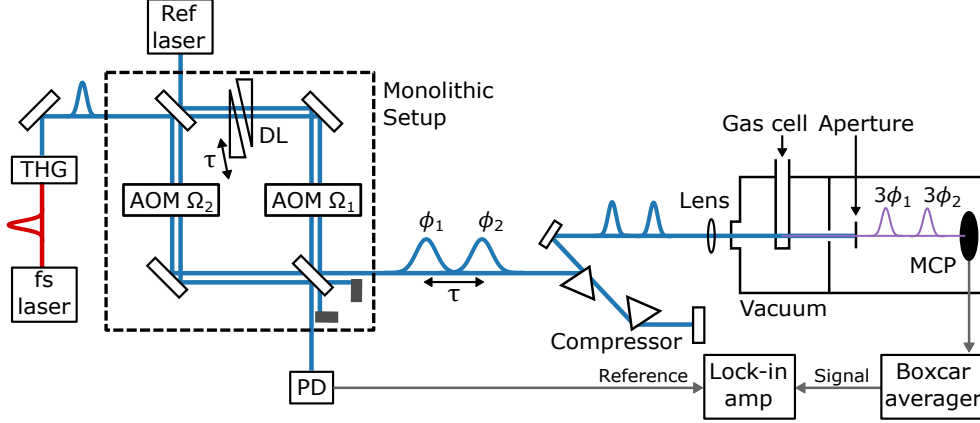 Ref
laser
Monolithic
Setup
DL
τ
THG
AOM Ω₂
AOM Ω₁
fs
laser
ϕ₁
ϕ₂
τ
PD
Compressor
Lens
Gas cell
Aperture
3ϕ₁
3ϕ₂
MCP
Vacuum
Reference
Lock-in
amp
Signal
Boxcar
averager